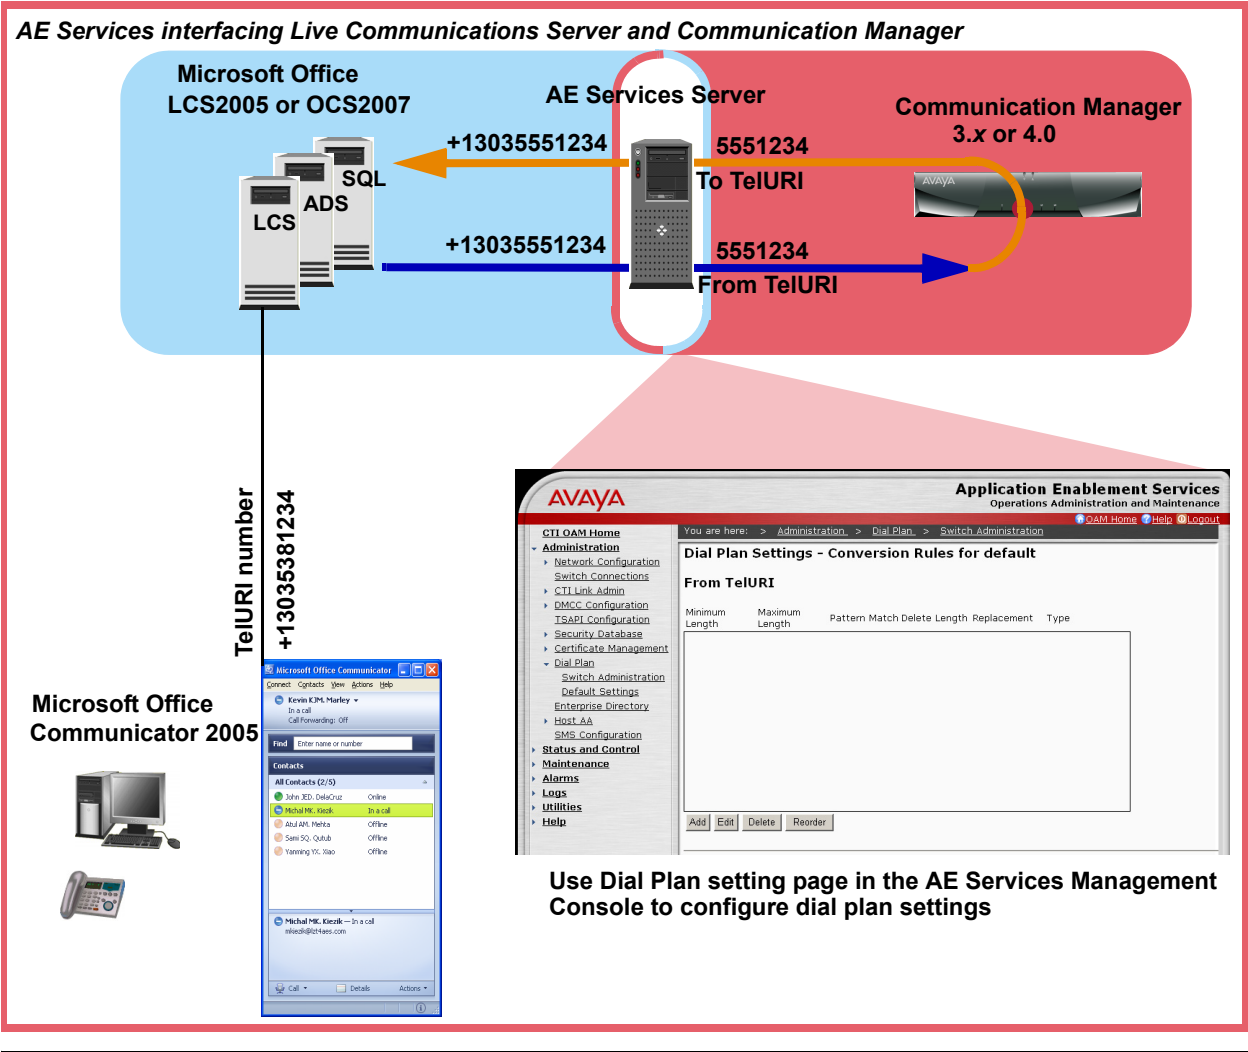 AE Services interfacing Live Communications Server and Communication Manager
Microsoft Office
LCS2005 or OCS2007
AE Services Server
Communication Manager
3.x or 4.0
+13035551234
5551234
To TelURI
SQL
ADS
LCS
AVAYA
+13035551234
5551234
From TelURI
TelURI number
+13035381234
Microsoft Office
Communicator 2005
Microsoft Office Communicator
Connect Contacts View Actions Help
Kevin KJM. Marley
In a call
Call Forwarding: Off
Find Enter name or number
Contacts
All Contacts (2/5)
John JED. DelaCruz Online
Michal MK. Kiezik In a call
Atul AM. Mehta Offline
Sami SQ. Qutub Offline
Yanming YX. Xiao Offline
Michal MK. Kiezik — In a call
mkiezik@lzt4aes.com
Call Details Actions
AVAYA
Application Enablement Services
Operations Administration and Maintenance
OAM Home Help Logout
You are here: > Administration > Dial Plan > Switch Administration
CTI OAM Home
Administration
Network Configuration
Switch Connections
CTI Link Admin
DMCC Configuration
TSAPI Configuration
Security Database
Certificate Management
Dial Plan
Switch Administration
Default Settings
Enterprise Directory
Host AA
SMS Configuration
Status and Control
Maintenance
Alarms
Logs
Utilities
Help
Dial Plan Settings - Conversion Rules for default
From TelURI
Minimum Length Maximum Length Pattern Match Delete Length Replacement Type
Add Edit Delete Reorder
Use Dial Plan setting page in the AE Services Management
Console to configure dial plan settings